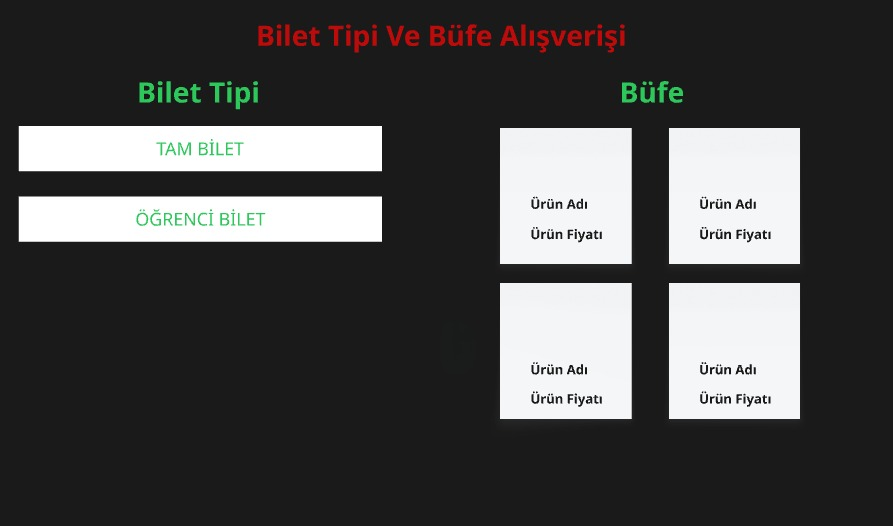 Bilet Tipi Ve Büfe Alışverişi
Bilet Tipi
TAM BİLET
ÖĞRENCİ BİLET
Büfe
Ürün Adı
Ürün Fiyatı
Ürün Adı
Ürün Fiyatı
Ürün Adı
Ürün Fiyatı
Ürün Adı
Ürün Fiyatı